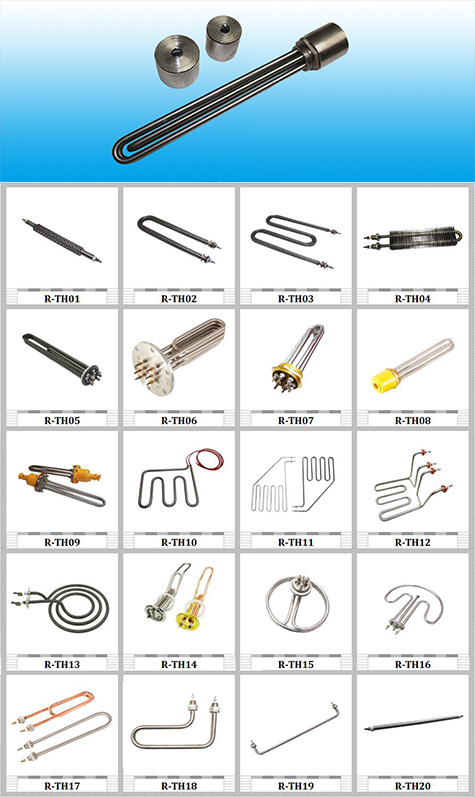 R-TH01 R-TH02 R-TH03 R-TH04
R-TH05 R-TH06 R-TH07 R-TH08
R-TH09 R-TH10 R-TH11 R-TH12
R-TH13 R-TH14 R-TH15 R-TH16
R-TH17 R-TH18 R-TH19 R-TH20